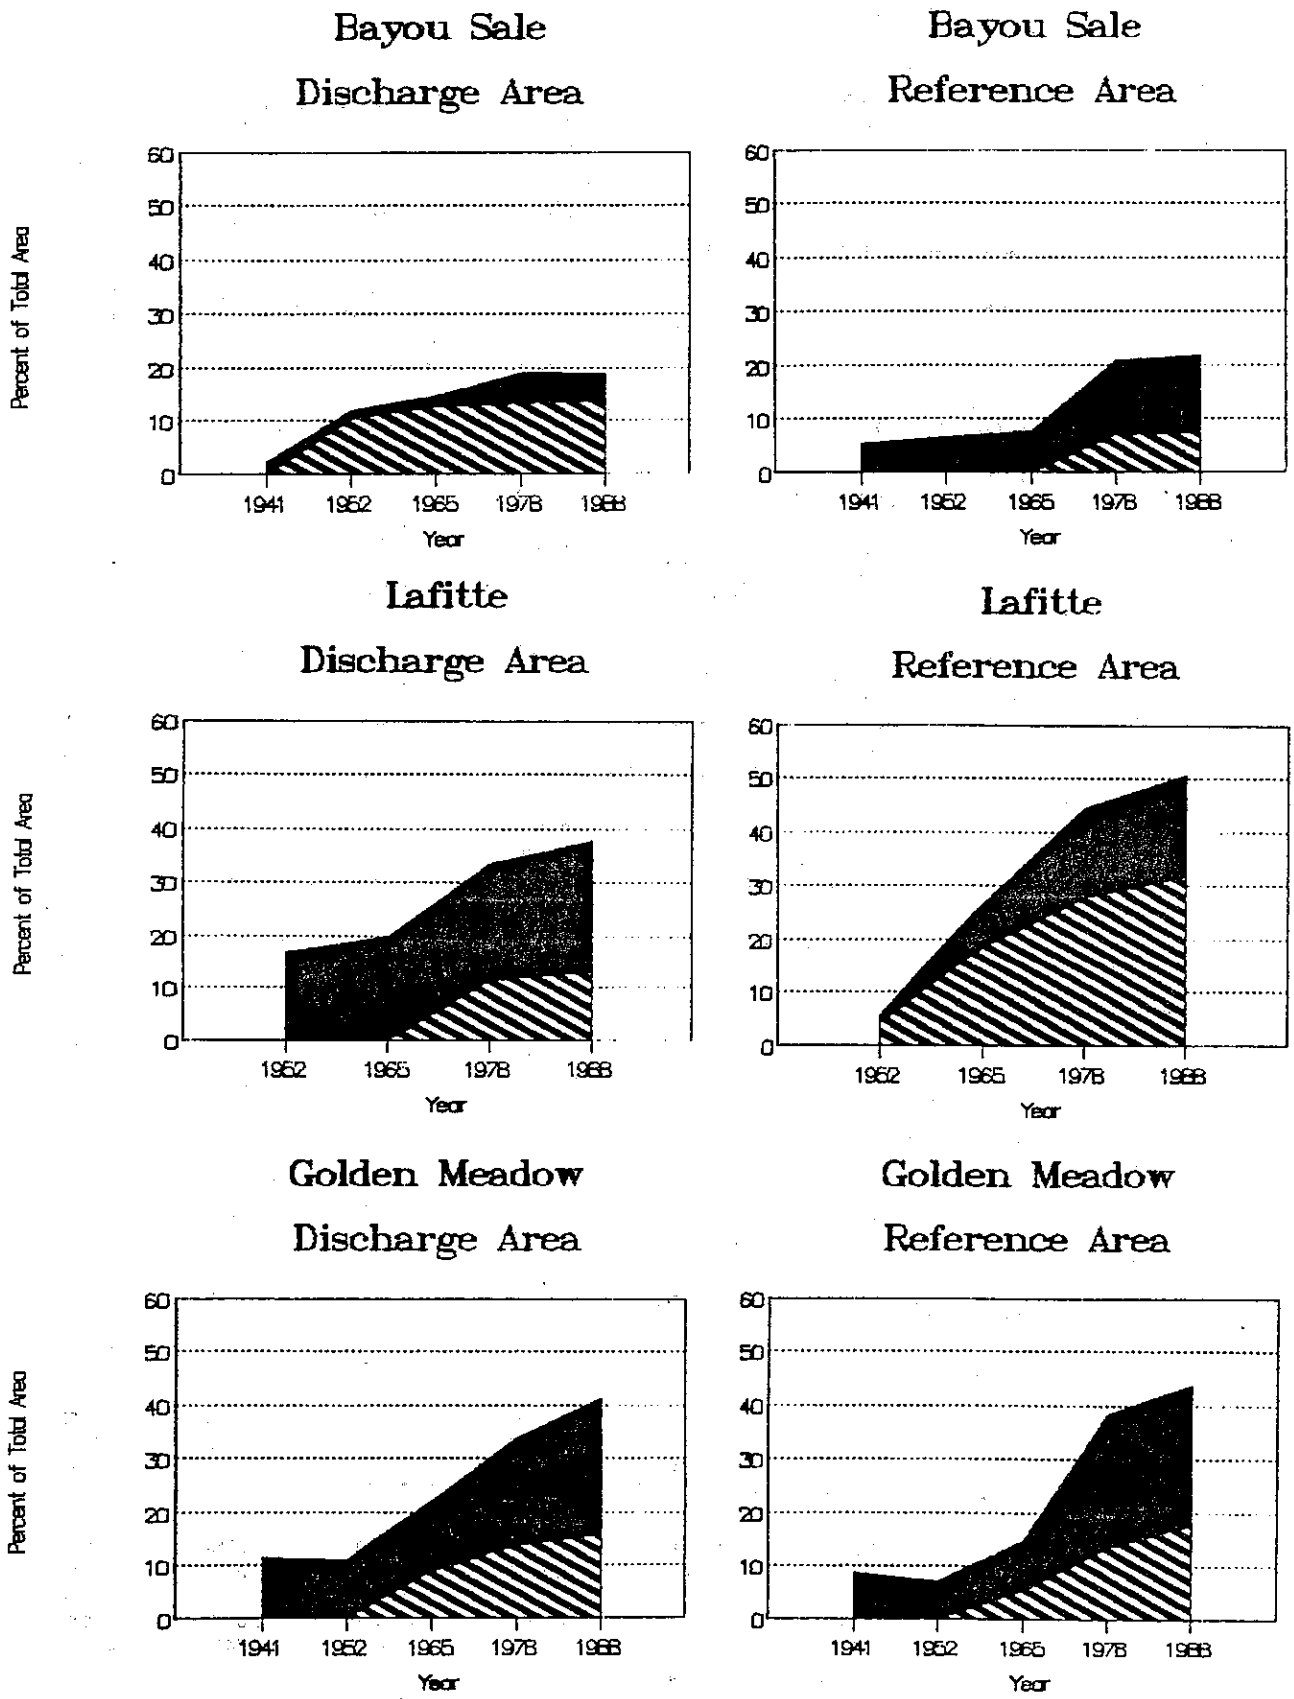 Bayou Sale
Discharge Area
Percent of Total Area
60
50
40
30
20
10
0
1941 1952 1965 1978 1988
Year
Bayou Sale
Reference Area
60
50
40
30
20
10
0
1941 1952 1965 1978 1988
Year
Lafitte
Discharge Area
Percent of Total Area
60
50
40
30
20
10
0
1952 1965 1978 1988
Year
Lafitte
Reference Area
60
50
40
30
20
10
0
1952 1965 1978 1988
Year
Golden Meadow
Discharge Area
Percent of Total Area
60
50
40
30
20
10
0
1941 1952 1965 1978 1988
Year
Golden Meadow
Reference Area
60
50
40
30
20
10
0
1941 1952 1965 1978 1988
Year